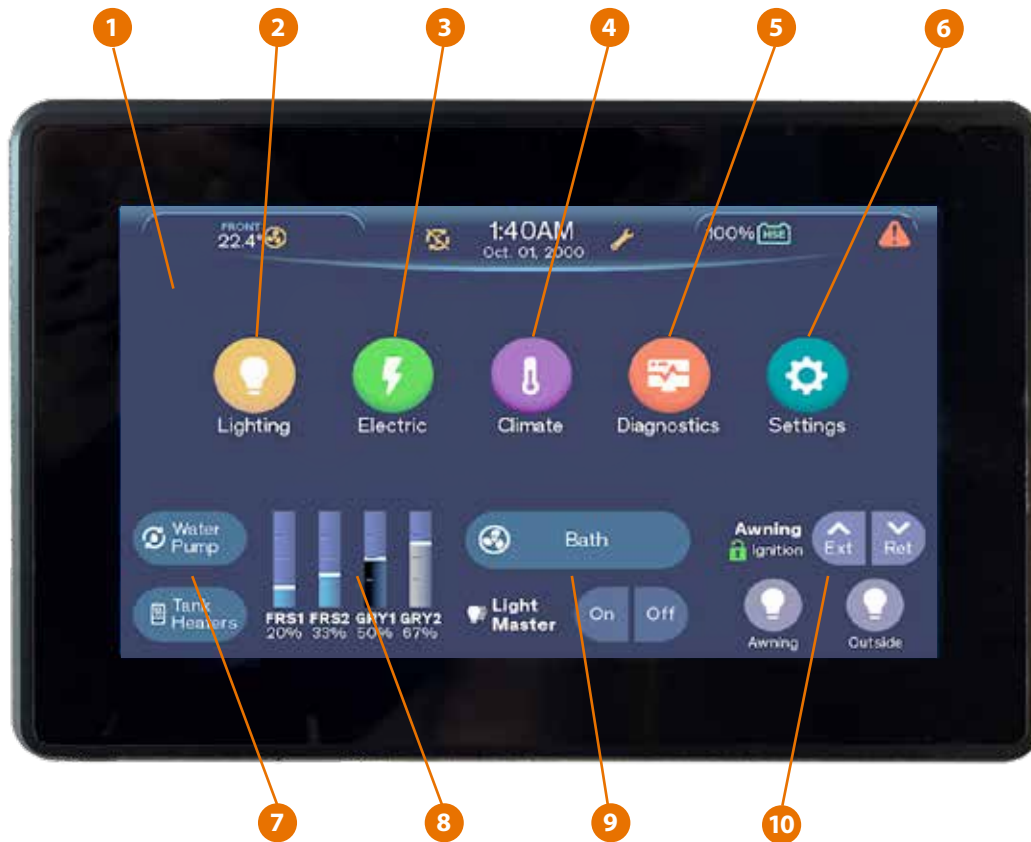 1 2 3 4 5 6
FRONT
22.4°
1:40AM
Oct. 01, 2000
100% HSE
Lighting Electric Climate Diagnostics Settings
Water
Pump
Tank
Heaters
FRS1 FRS2 GRY1 GRY2
20% 33% 50% 67%
Bath
Light
Master
On Off
Awning
Ignition
Ext Ret
Awning Outside
7 8 9 10